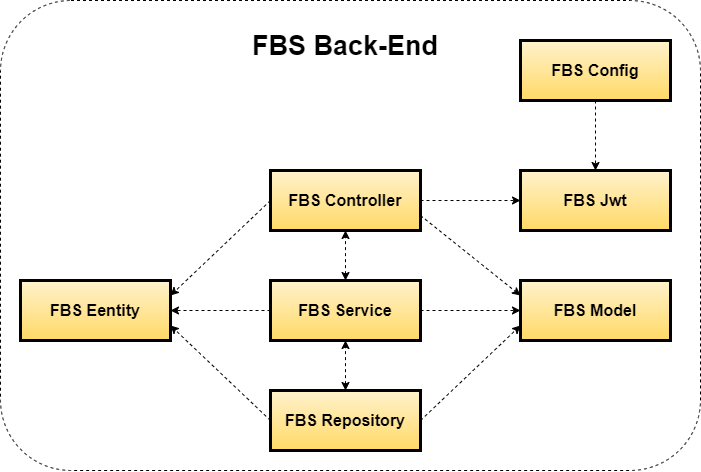 FBS Back-End
FBS Config
FBS Controller
FBS Jwt
FBS Eentity
FBS Service
FBS Model
FBS Repository